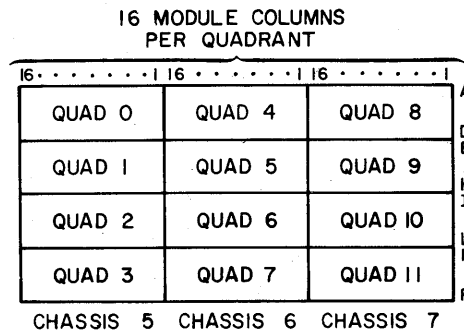 16 MODULE COLUMNS
PER QUADRANT
16 · · · · · · · 1 16 · · · · · · 1 16 · · · · · · 1
QUAD 0 QUAD 4 QUAD 8
QUAD 1 QUAD 5 QUAD 9
QUAD 2 QUAD 6 QUAD 10
QUAD 3 QUAD 7 QUAD 11
CHASSIS 5 CHASSIS 6 CHASSIS 7